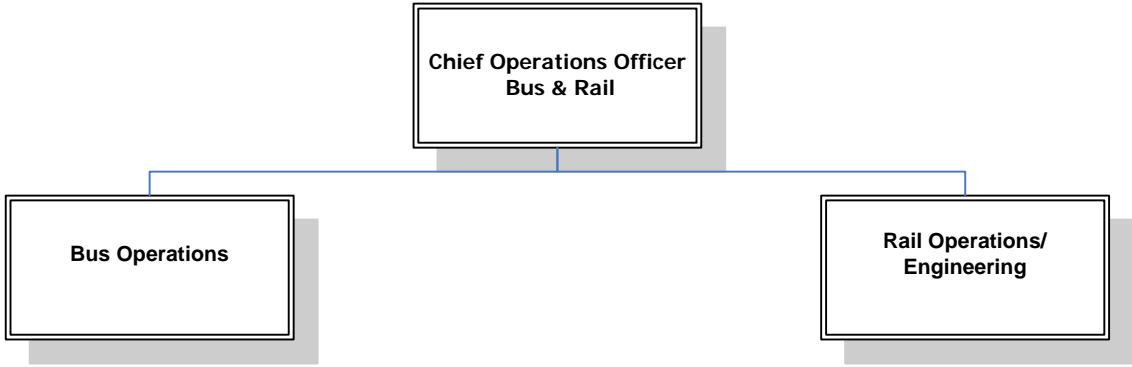 Chief Operations Officer
Bus & Rail
Bus Operations
Rail Operations/
Engineering